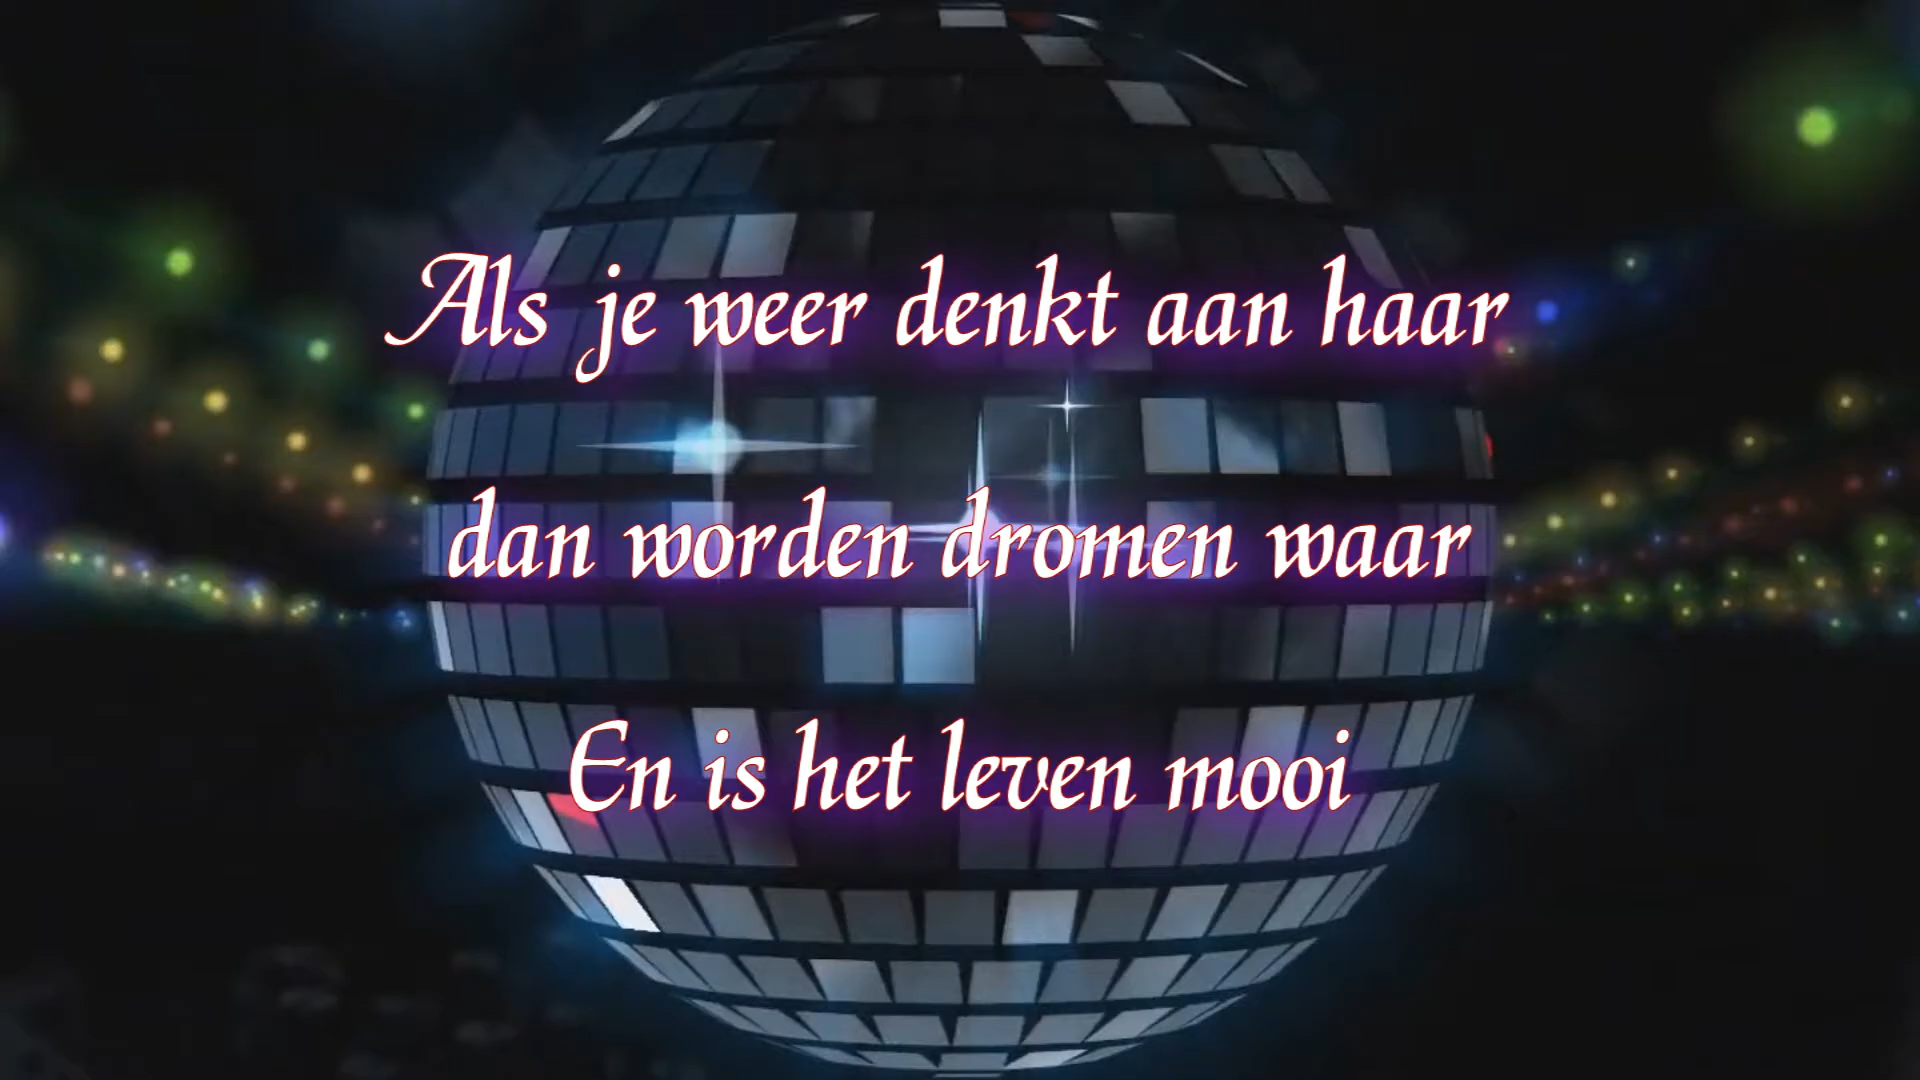 Als je weer denkt aan haar
dan worden dromen waar
En is het leven mooi